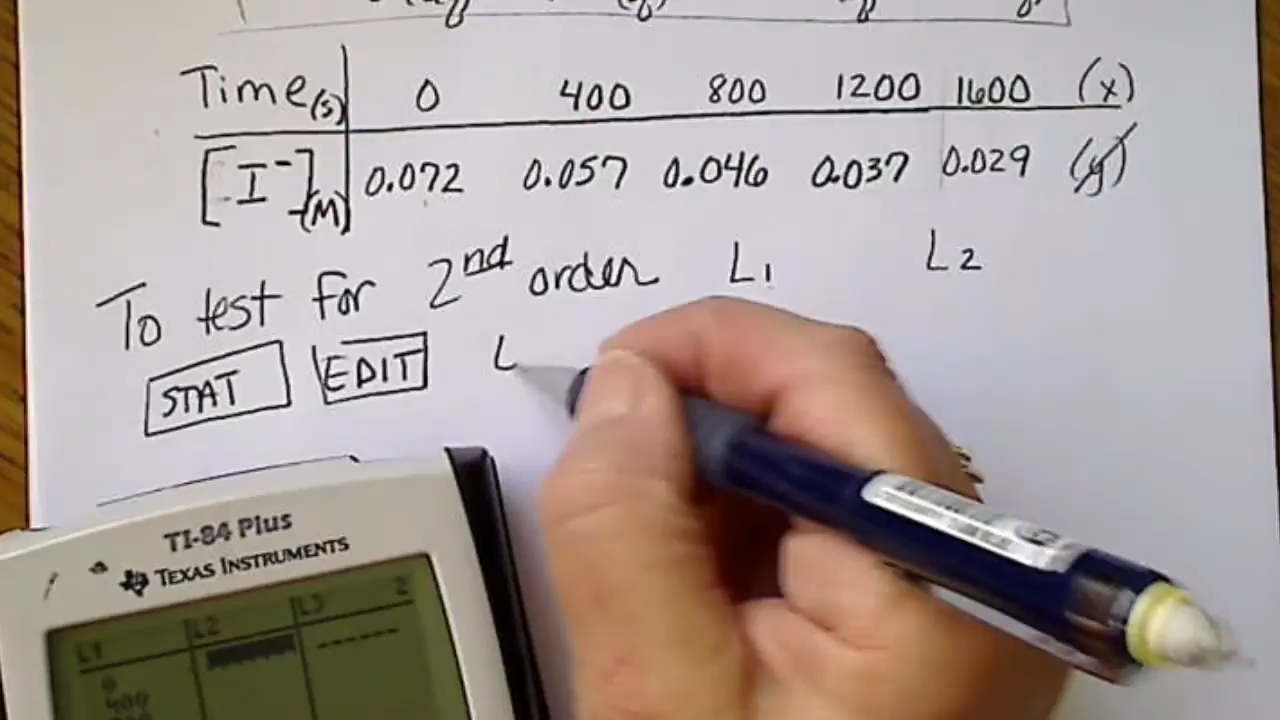 Time(s) 0 400 800 1200 1600 (x)
[I⁻](M) 0.072 0.057 0.046 0.037 0.029 (y)
To test for 2nd order L1 L2
STAT EDIT L
TI-84 Plus
TEXAS INSTRUMENTS
L1 L2 L3 2
0 ------
400